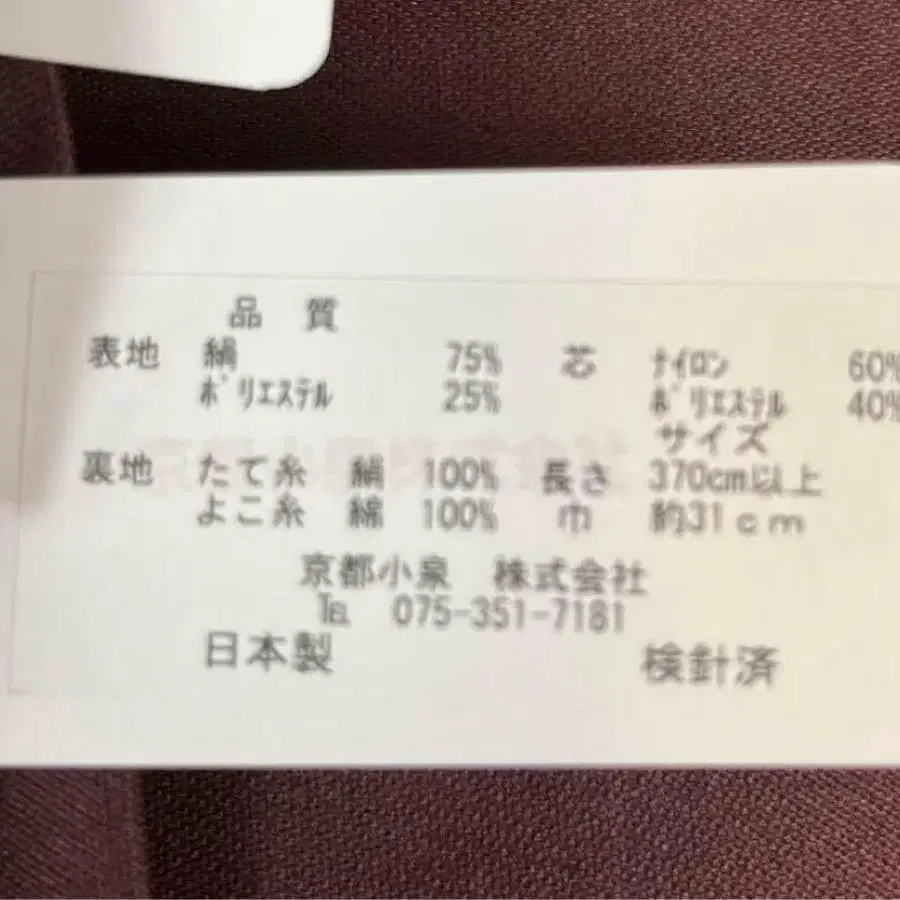 品 質
表地 絹 75% 芯 ナイロン 60%
ポリエステル 25% ポリエステル 40%
サイズ
裏地 たて糸 絹 100% 長さ 370cm以上
よこ糸 綿 100% 巾 約31cm
京都小泉 株式会社
TEL 075-351-7181
日本製 検針済